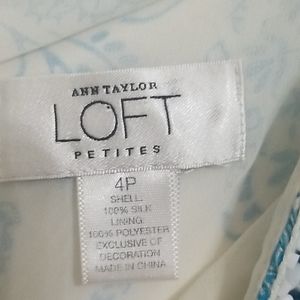 ANN TAYLOR
LOFT
PETITES
4P
SHELL:
100% SILK
LINING:
100% POLYESTER
EXCLUSIVE OF
DECORATION
MADE IN CHINA